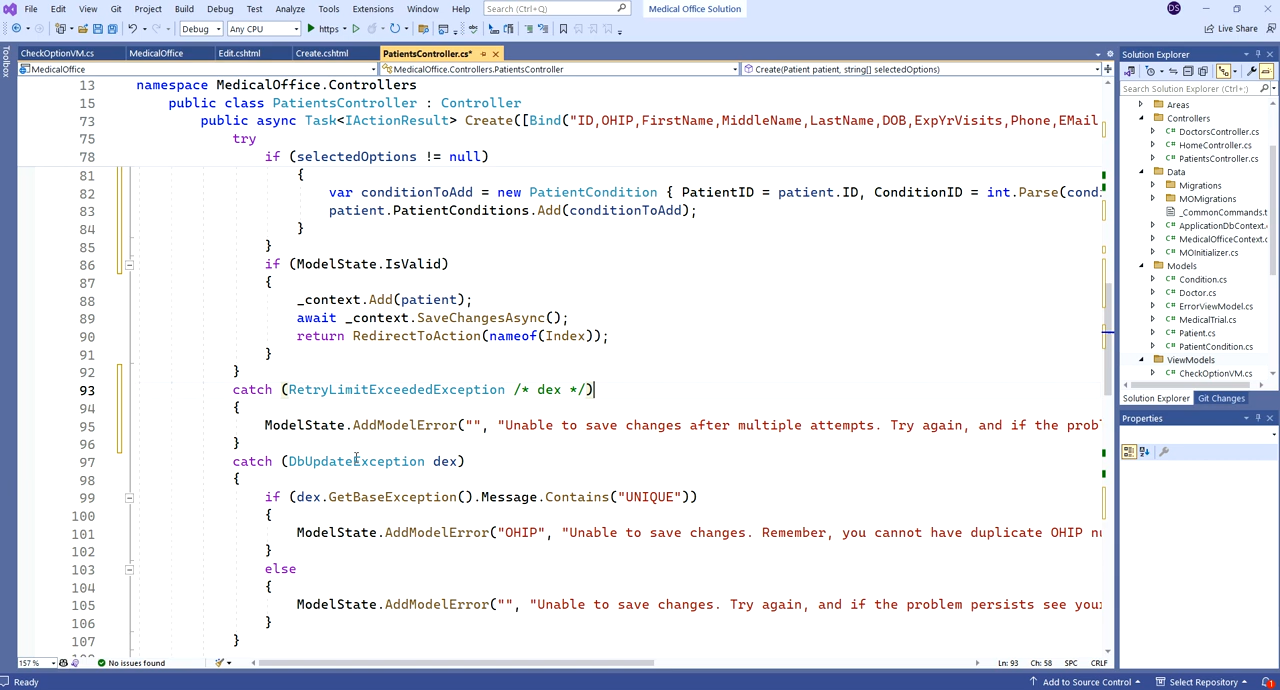 File Edit View Git Project Build Debug Test Analyze Tools Extensions Window Help Search (Ctrl+Q) Medical Office Solution DS
Debug Any CPU https Live Share
Toolbox
CheckOptionVM.cs MedicalOffice Edit.cshtml Create.cshtml PatientsController.cs*
MedicalOffice MedicalOffice.Controllers.PatientsController Create(Patient patient, string[] selectedOptions)
13 namespace MedicalOffice.Controllers
15 public class PatientsController : Controller
73 public async Task<IActionResult> Create([Bind("ID,OHIP,FirstName,MiddleName,LastName,DOB,ExpYrVisits,Phone,EMail
75 try
78 if (selectedOptions != null)
81 {
82 var conditionToAdd = new PatientCondition { PatientID = patient.ID, ConditionID = int.Parse(cond.
83 patient.PatientConditions.Add(conditionToAdd);
84 }
85 }
86 if (ModelState.IsValid)
87 {
88 _context.Add(patient);
89 await _context.SaveChangesAsync();
90 return RedirectToAction(nameof(Index));
91 }
92 }
93 catch (RetryLimitExceededException /* dex */)
94 {
95 ModelState.AddModelError("", "Unable to save changes after multiple attempts. Try again, and if the probl
96 }
97 catch (DbUpdateException dex)
98 {
99 if (dex.GetBaseException().Message.Contains("UNIQUE"))
100 {
101 ModelState.AddModelError("OHIP", "Unable to save changes. Remember, you cannot have duplicate OHIP nu
102 }
103 else
104 {
105 ModelState.AddModelError("", "Unable to save changes. Try again, and if the problem persists see you
106 }
107 }
157 % No issues found Ln: 93 Ch: 58 SPC CRLF
Solution Explorer
Search Solution Explorer (Ctrl+;)
Areas
Controllers
DoctorsController.cs
HomeController.cs
PatientsController.cs
Data
Migrations
MOMigrations
_CommonCommands.t
ApplicationDbContext.
MedicalOfficeContext.c
MOInitializer.cs
Models
Condition.cs
Doctor.cs
ErrorViewModel.cs
MedicalTrial.cs
Patient.cs
PatientCondition.cs
ViewModels
CheckOptionVM.cs
Solution Explorer Git Changes
Properties
Ready Add to Source Control Select Repository 1